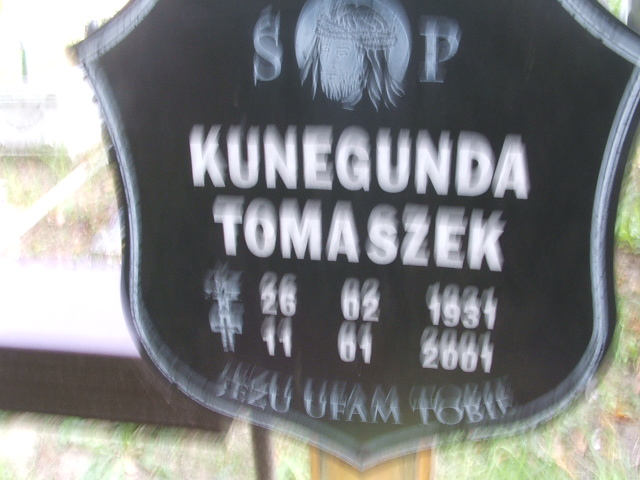 S P
KUNEGUNDA
TOMASZEK
26 02 1931
11 01 2001
JEZU UFAM TOBIE